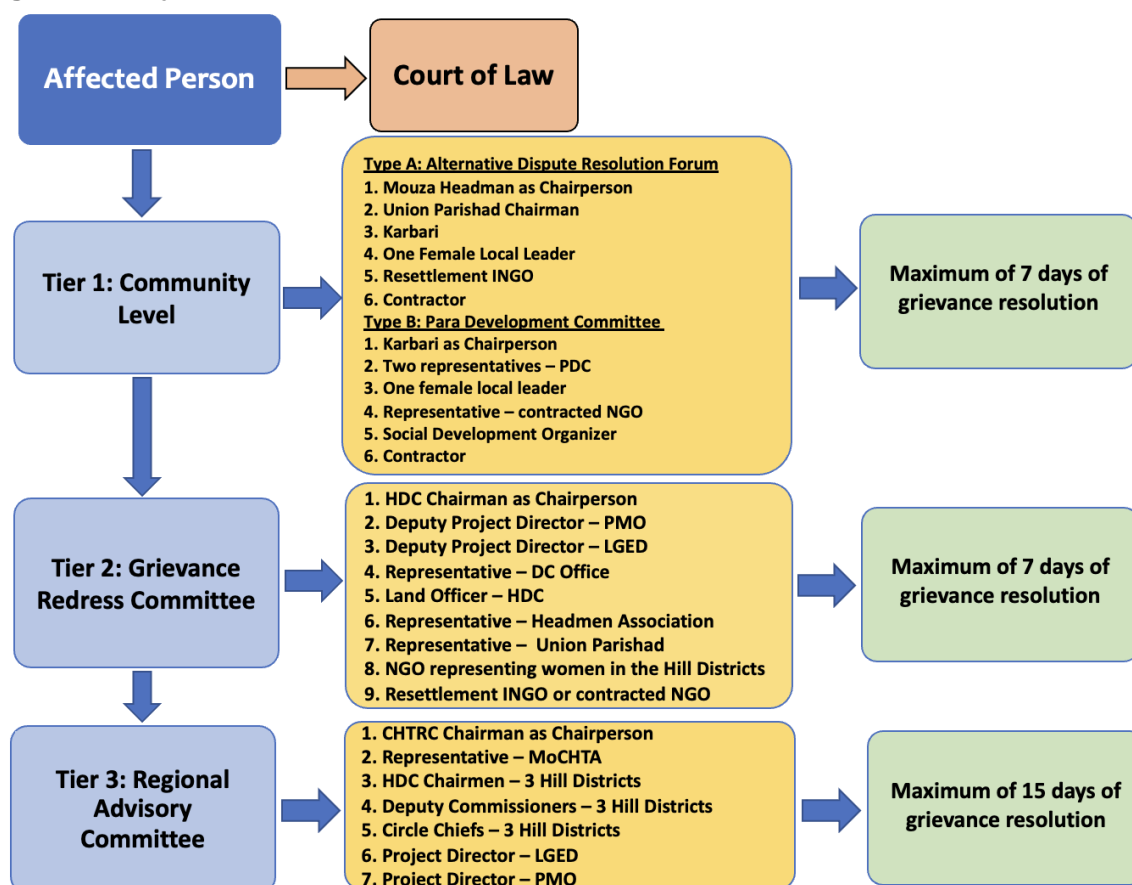 Affected Person
Court of Law
Tier 1: Community
Level
Type A: Alternative Dispute Resolution Forum
1. Mouza Headman as Chairperson
2. Union Parishad Chairman
3. Karbari
4. One Female Local Leader
5. Resettlement INGO
6. Contractor
Type B: Para Development Committee
1. Karbari as Chairperson
2. Two representatives – PDC
3. One female local leader
4. Representative – contracted NGO
5. Social Development Organizer
6. Contractor
Maximum of 7 days of
grievance resolution
Tier 2: Grievance
Redress Committee
1. HDC Chairman as Chairperson
2. Deputy Project Director – PMO
3. Deputy Project Director – LGED
4. Representative – DC Office
5. Land Officer – HDC
6. Representative – Headmen Association
7. Representative – Union Parishad
8. NGO representing women in the Hill Districts
9. Resettlement INGO or contracted NGO
Maximum of 7 days of
grievance resolution
Tier 3: Regional
Advisory
Committee
1. CHTRC Chairman as Chairperson
2. Representative – MoCHTA
3. HDC Chairmen – 3 Hill Districts
4. Deputy Commissioners – 3 Hill Districts
5. Circle Chiefs – 3 Hill Districts
6. Project Director – LGED
7. Project Director – PMO
Maximum of 15 days of
grievance resolution